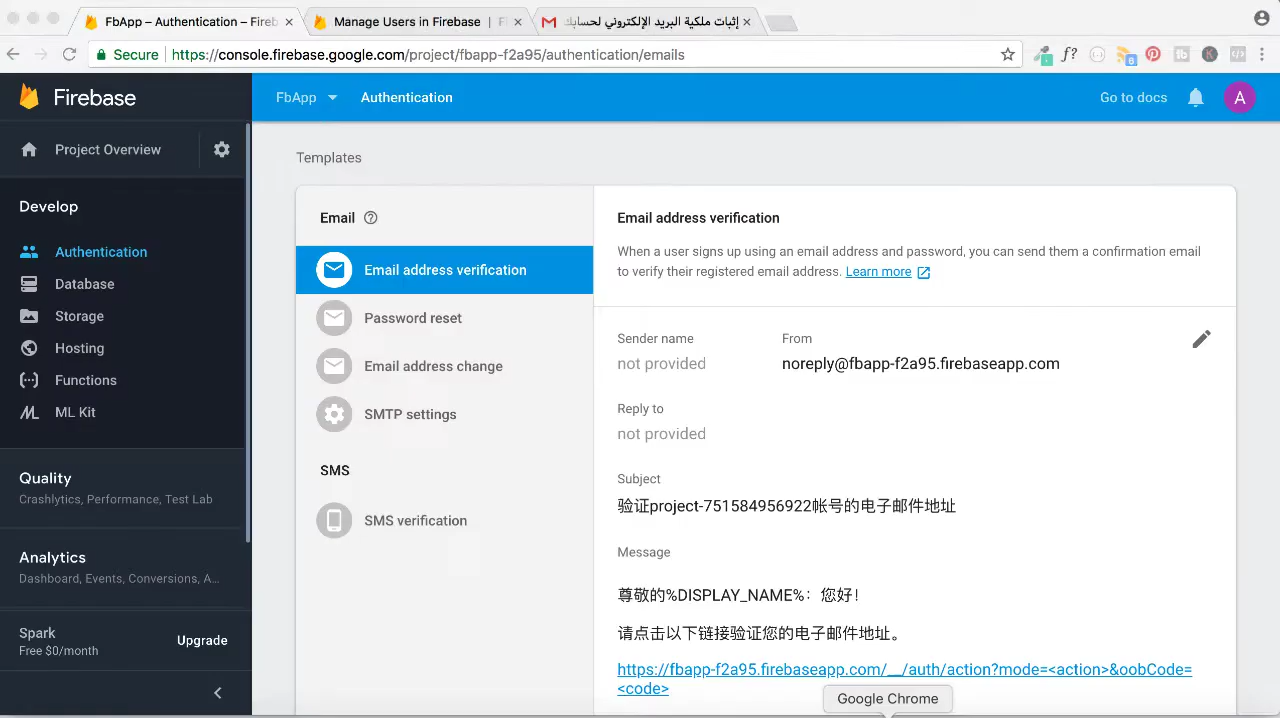 FbApp – Authentication – Fireb
Manage Users in Firebase | Fi
إثبات ملكية البريد الإلكتروني لحسابك
Secure https://console.firebase.google.com/project/fbapp-f2a95/authentication/emails
Firebase
FbApp
Authentication
Go to docs
A
Project Overview
Develop
Authentication
Database
Storage
Hosting
Functions
ML Kit
Quality
Crashlytics, Performance, Test Lab
Analytics
Dashboard, Events, Conversions, A...
Spark
Free $0/month
Upgrade
Templates
Email
Email address verification
Password reset
Email address change
SMTP settings
SMS
SMS verification
Email address verification
When a user signs up using an email address and password, you can send them a confirmation email
to verify their registered email address. Learn more
Sender name
not provided
From
noreply@fbapp-f2a95.firebaseapp.com
Reply to
not provided
Subject
验证project-751584956922帐号的电子邮件地址
Message
尊敬的%DISPLAY_NAME%：您好！
请点击以下链接验证您的电子邮件地址。
https://fbapp-f2a95.firebaseapp.com/__/auth/action?mode=<action>&oobCode=
<code>
Google Chrome